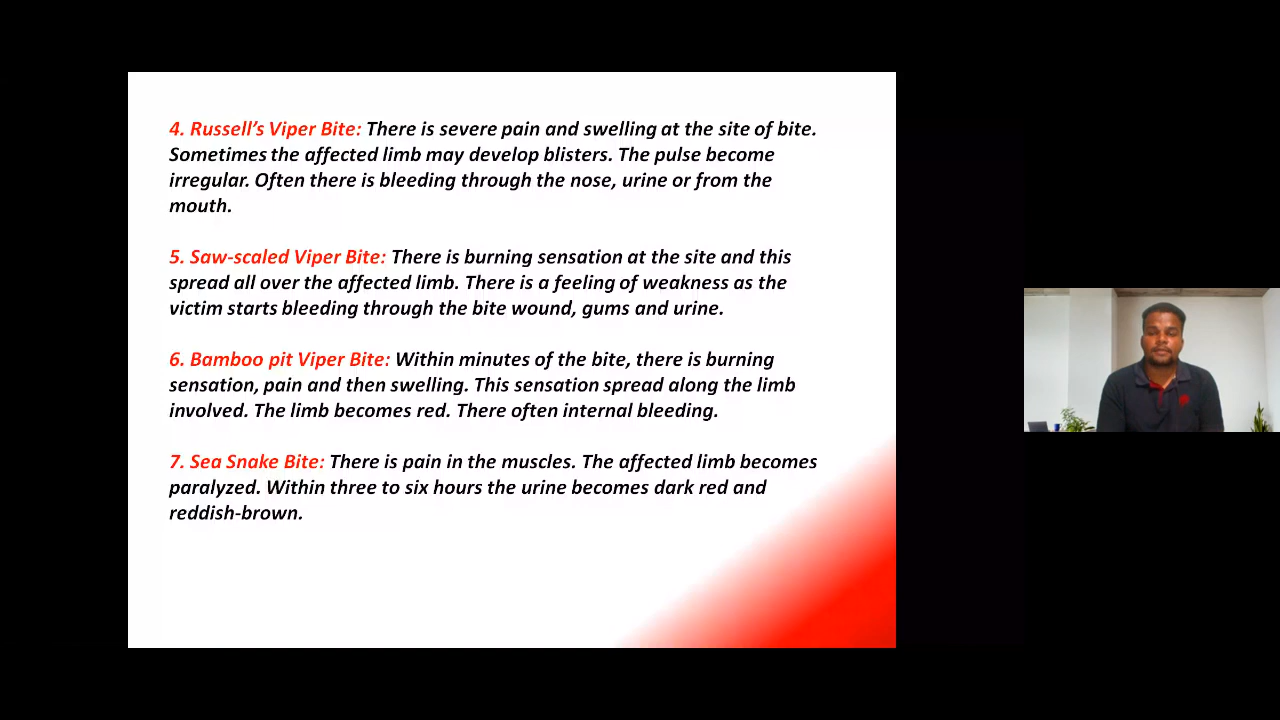 4. Russell’s Viper Bite: There is severe pain and swelling at the site of bite.
Sometimes the affected limb may develop blisters. The pulse become
irregular. Often there is bleeding through the nose, urine or from the
mouth.
5. Saw-scaled Viper Bite: There is burning sensation at the site and this
spread all over the affected limb. There is a feeling of weakness as the
victim starts bleeding through the bite wound, gums and urine.
6. Bamboo pit Viper Bite: Within minutes of the bite, there is burning
sensation, pain and then swelling. This sensation spread along the limb
involved. The limb becomes red. There often internal bleeding.
7. Sea Snake Bite: There is pain in the muscles. The affected limb becomes
paralyzed. Within three to six hours the urine becomes dark red and
reddish-brown.